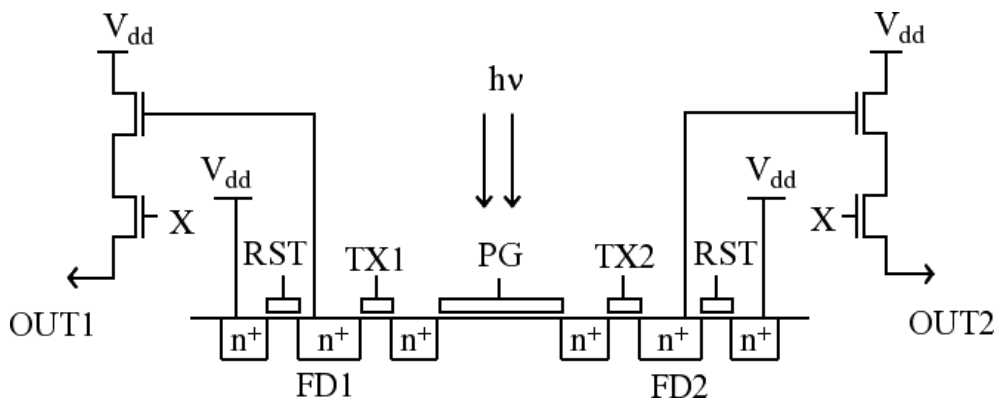 V_dd
V_dd
hν
V_dd
V_dd
X
X
RST
TX1
PG
TX2
RST
OUT1
OUT2
n⁺
n⁺
n⁺
n⁺
n⁺
n⁺
FD1
FD2